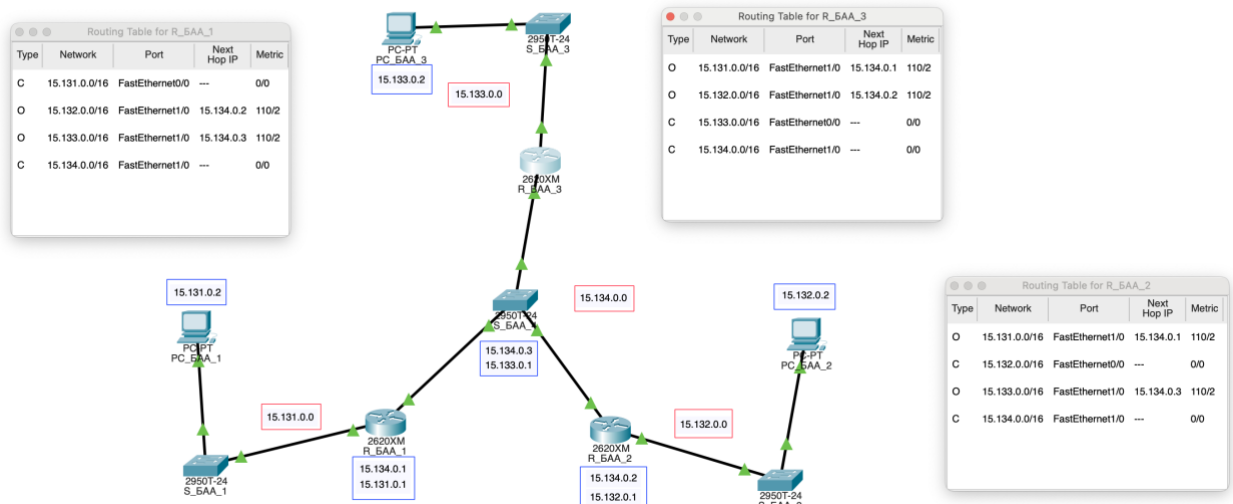 Routing Table for R_БАА_1
Type Network Port Next Hop IP Metric
C 15.131.0.0/16 FastEthernet0/0 --- 0/0
O 15.132.0.0/16 FastEthernet1/0 15.134.0.2 110/2
O 15.133.0.0/16 FastEthernet1/0 15.134.0.3 110/2
C 15.134.0.0/16 FastEthernet1/0 --- 0/0
PC-PT
PC_БАА_3
15.133.0.2
2950T-24
S_БАА_3
15.133.0.0
2620XM
R_БАА_3
Routing Table for R_БАА_3
Type Network Port Next Hop IP Metric
O 15.131.0.0/16 FastEthernet1/0 15.134.0.1 110/2
O 15.132.0.0/16 FastEthernet1/0 15.134.0.2 110/2
C 15.133.0.0/16 FastEthernet0/0 --- 0/0
C 15.134.0.0/16 FastEthernet1/0 --- 0/0
15.131.0.2
PC-PT
PC_БАА_1
15.131.0.0
2950T-24
S_БАА_1
2620XM
R_БАА_1
15.134.0.1
15.131.0.1
2950T-24
15.134.0.0
15.134.0.3
15.133.0.1
15.132.0.2
PC-PT
PC_БАА_2
15.132.0.0
2620XM
R_БАА_2
15.134.0.2
15.132.0.1
2950T-24
Routing Table for R_БАА_2
Type Network Port Next Hop IP Metric
O 15.131.0.0/16 FastEthernet1/0 15.134.0.1 110/2
C 15.132.0.0/16 FastEthernet0/0 --- 0/0
O 15.133.0.0/16 FastEthernet1/0 15.134.0.3 110/2
C 15.134.0.0/16 FastEthernet1/0 --- 0/0